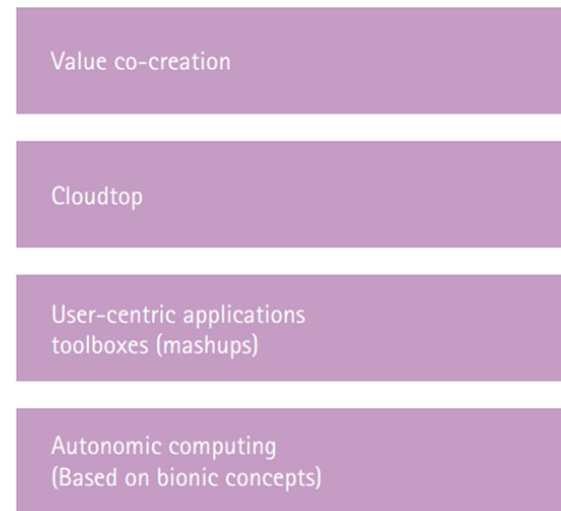 Value co-creation
Cloudtop
User-centric applications
toolboxes (mashups)
Autonomic computing
(Based on bionic concepts)